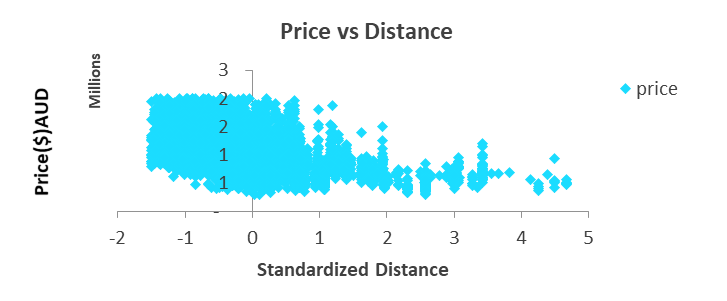 Price vs Distance
Price($)AUD
Millions
3
2
2
1
1
-
-2 -1 0 1 2 3 4 5
Standardized Distance
price